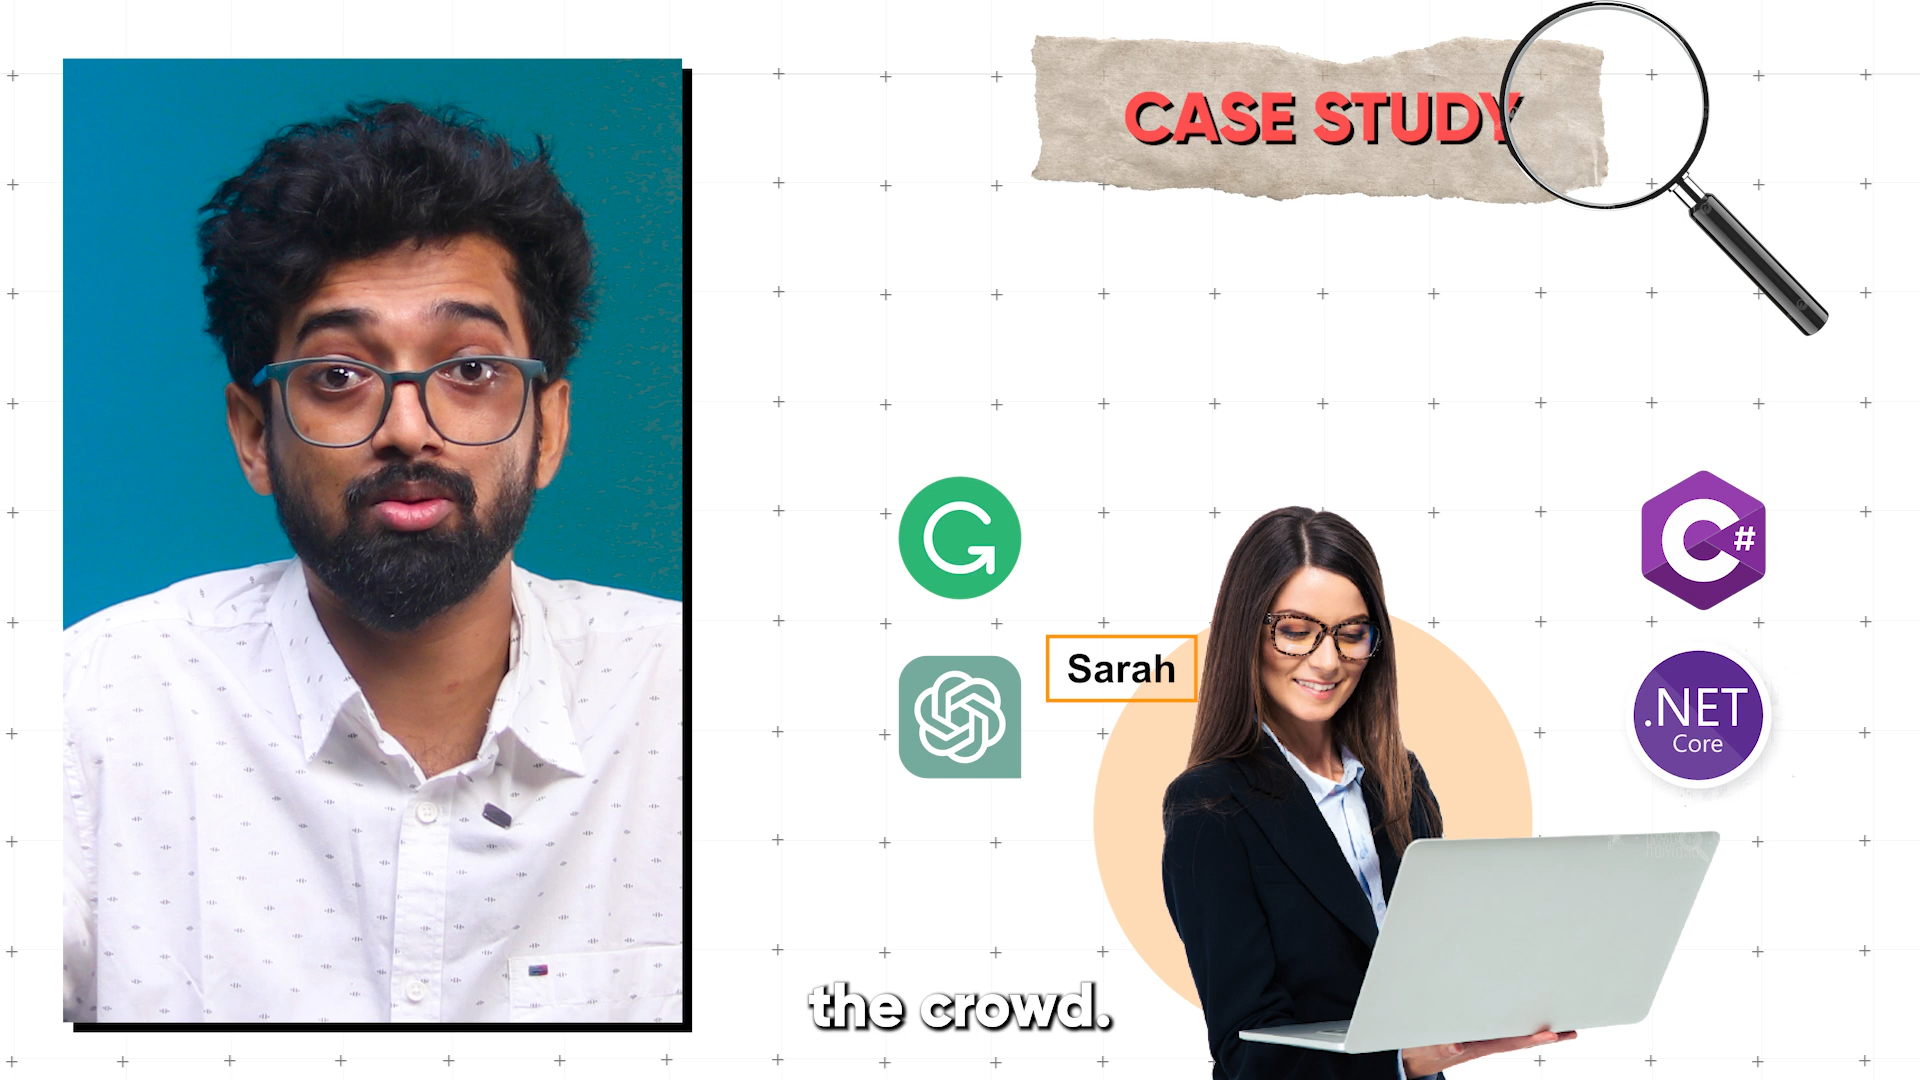 CASE STUDY
C#
Sarah
.NET
Core
the crowd.